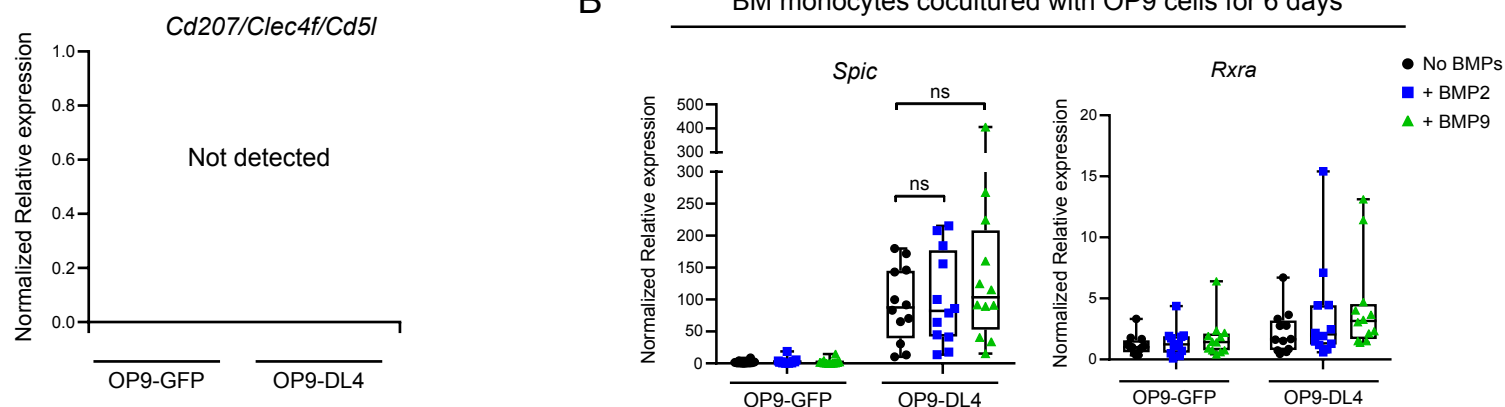 Cd207/Clec4f/Cd5l
Normalized Relative expression
1.0
0.8
0.6
0.4
0.2
0.0
Not detected
OP9-GFP
OP9-DL4
B
BM monocytes cocultured with OP9 cells for 6 days
Spic
Normalized Relative expression
500
400
300
300
250
200
150
100
50
0
ns
ns
OP9-GFP
OP9-DL4
Rxra
Normalized Relative expression
20
15
10
5
0
OP9-GFP
OP9-DL4
No BMPs
+ BMP2
+ BMP9